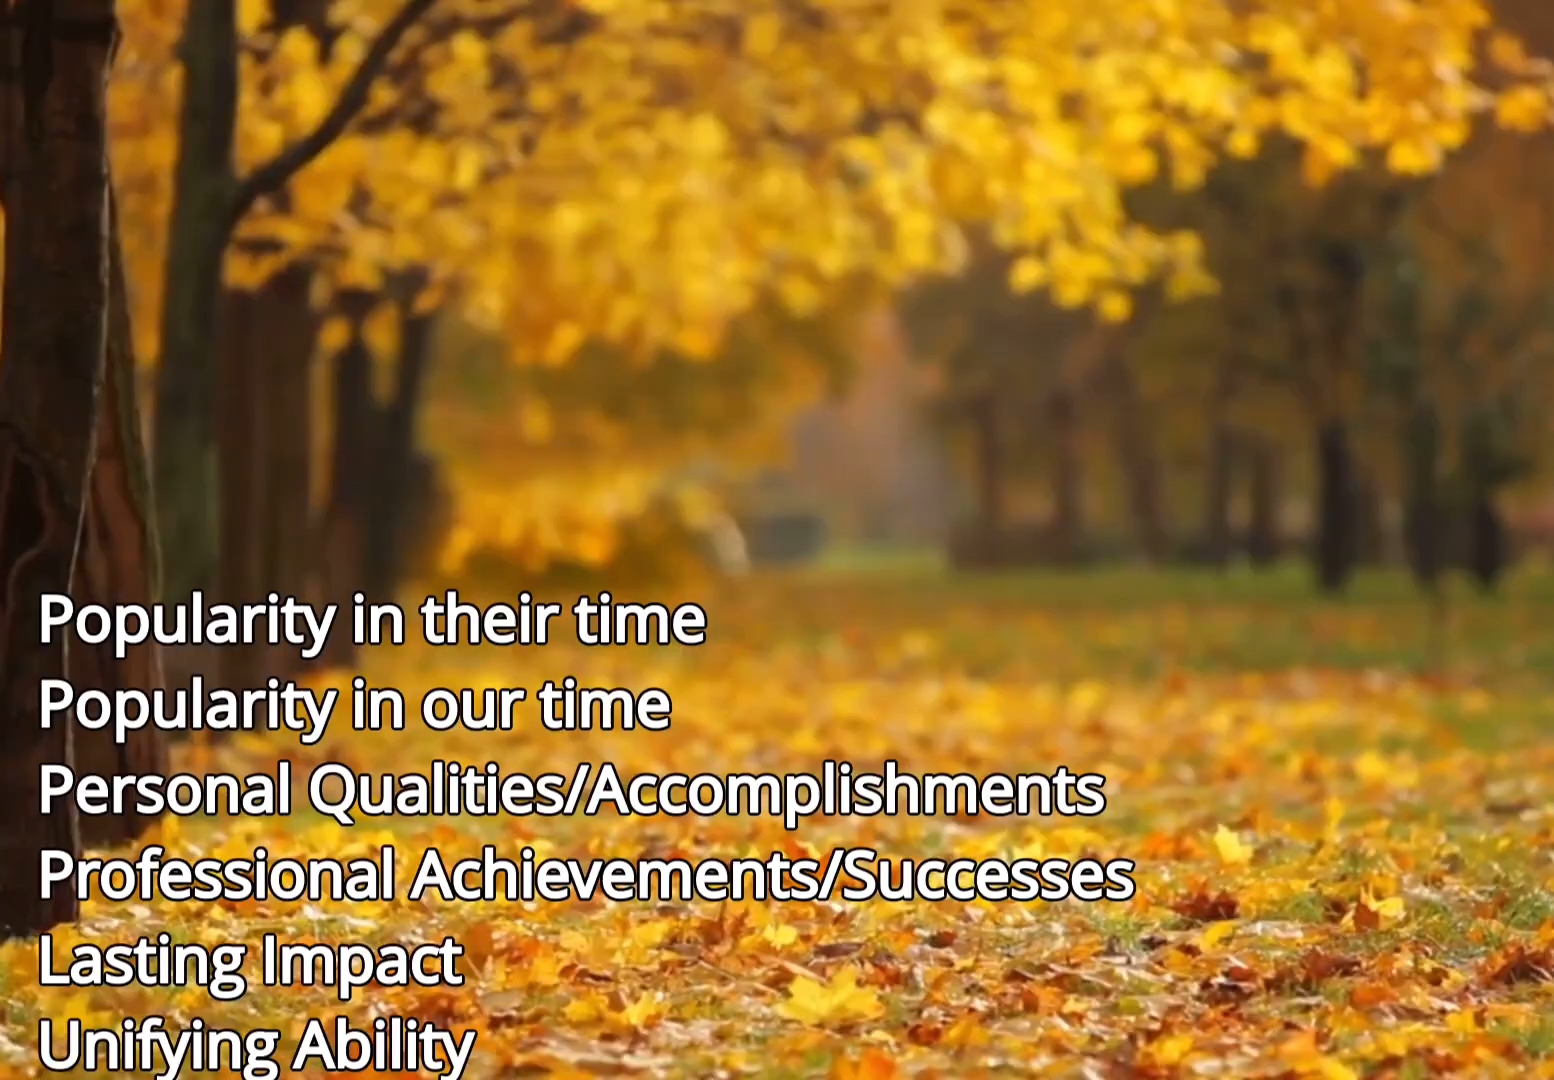 Popularity in their time
Popularity in our time
Personal Qualities/Accomplishments
Professional Achievements/Successes
Lasting Impact
Unifying Ability